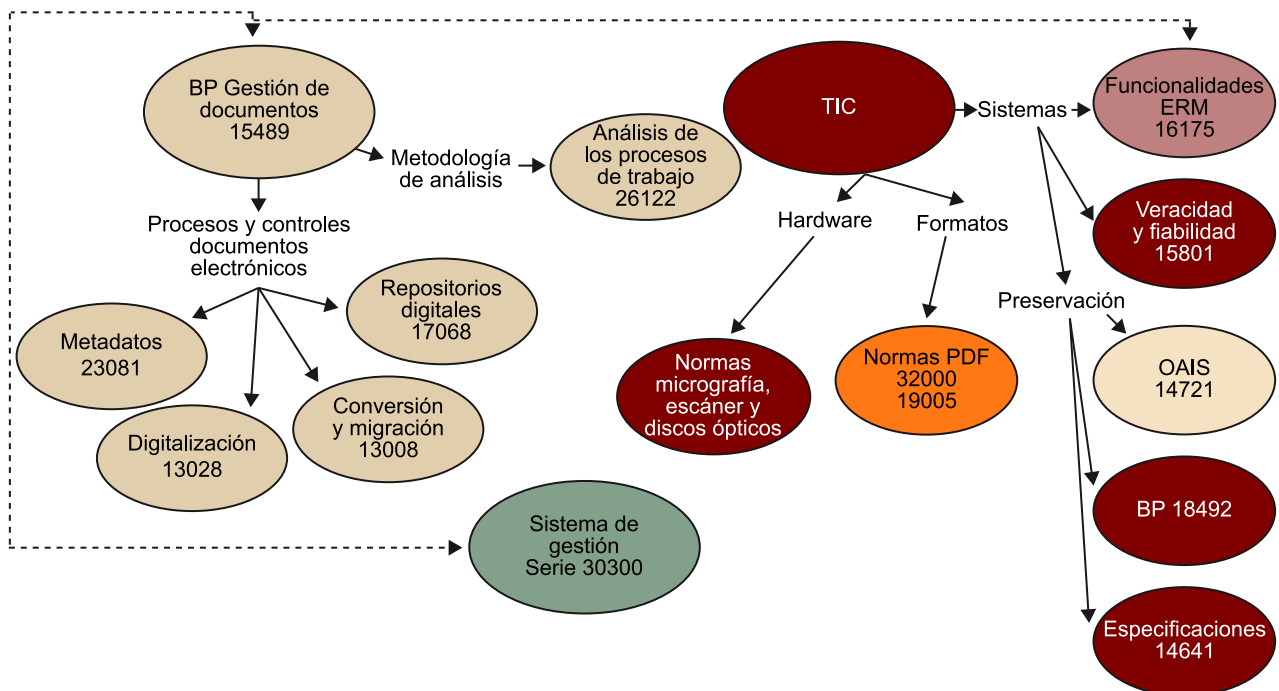 BP Gestión de
documentos
15489
Metodología
de análisis
Análisis de
los procesos
de trabajo
26122
Procesos y controles
documentos
electrónicos
Metadatos
23081
Digitalización
13028
Conversión
y migración
13008
Repositorios
digitales
17068
Sistema de
gestión
Serie 30300
TIC
Sistemas
Funcionalidades
ERM
16175
Veracidad
y fiabilidad
15801
Hardware
Formatos
Normas
micrografía,
escáner y
discos ópticos
Normas PDF
32000
19005
Preservación
OAIS
14721
BP 18492
Especificaciones
14641